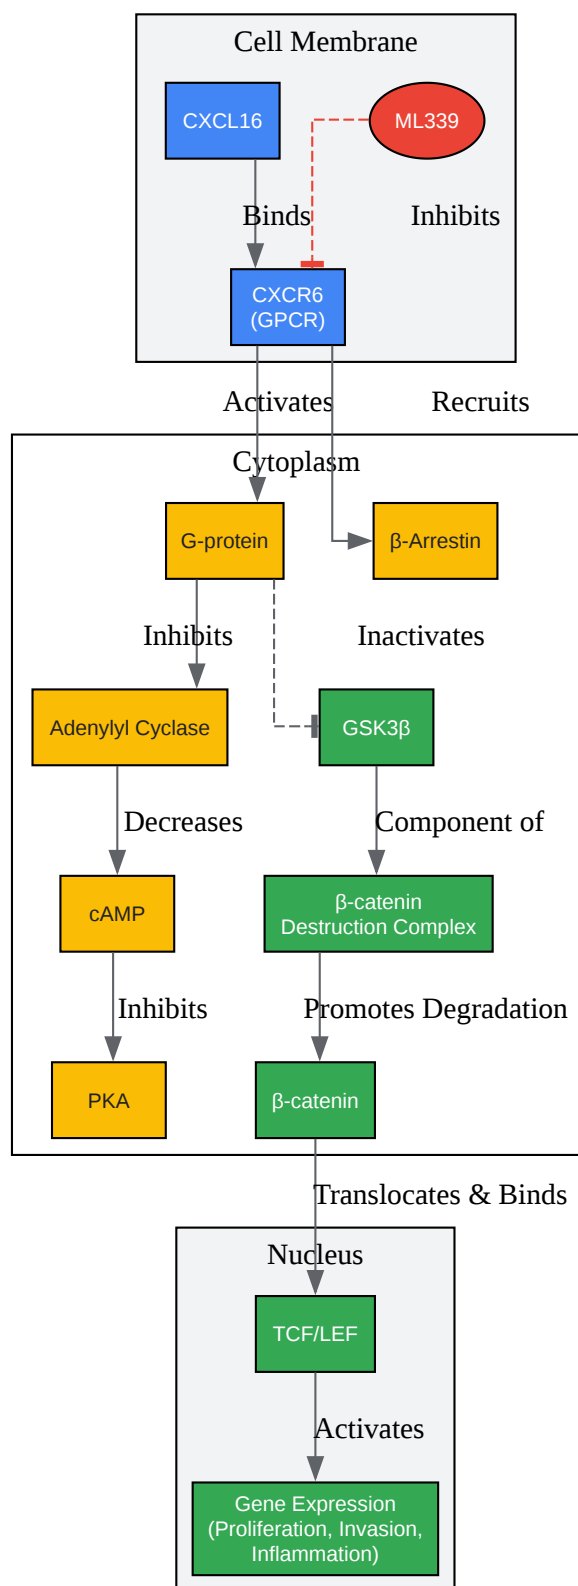 Cell Membrane
CXCL16
ML339
Binds
Inhibits
CXCR6
(GPCR)
Activates
Recruits
Cytoplasm
G-protein
β-Arrestin
Inhibits
Inactivates
Adenylyl Cyclase
GSK3β
Decreases
Component of
cAMP
β-catenin
Destruction Complex
Inhibits
Promotes Degradation
PKA
β-catenin
Translocates & Binds
Nucleus
TCF/LEF
Activates
Gene Expression
(Proliferation, Invasion,
Inflammation)